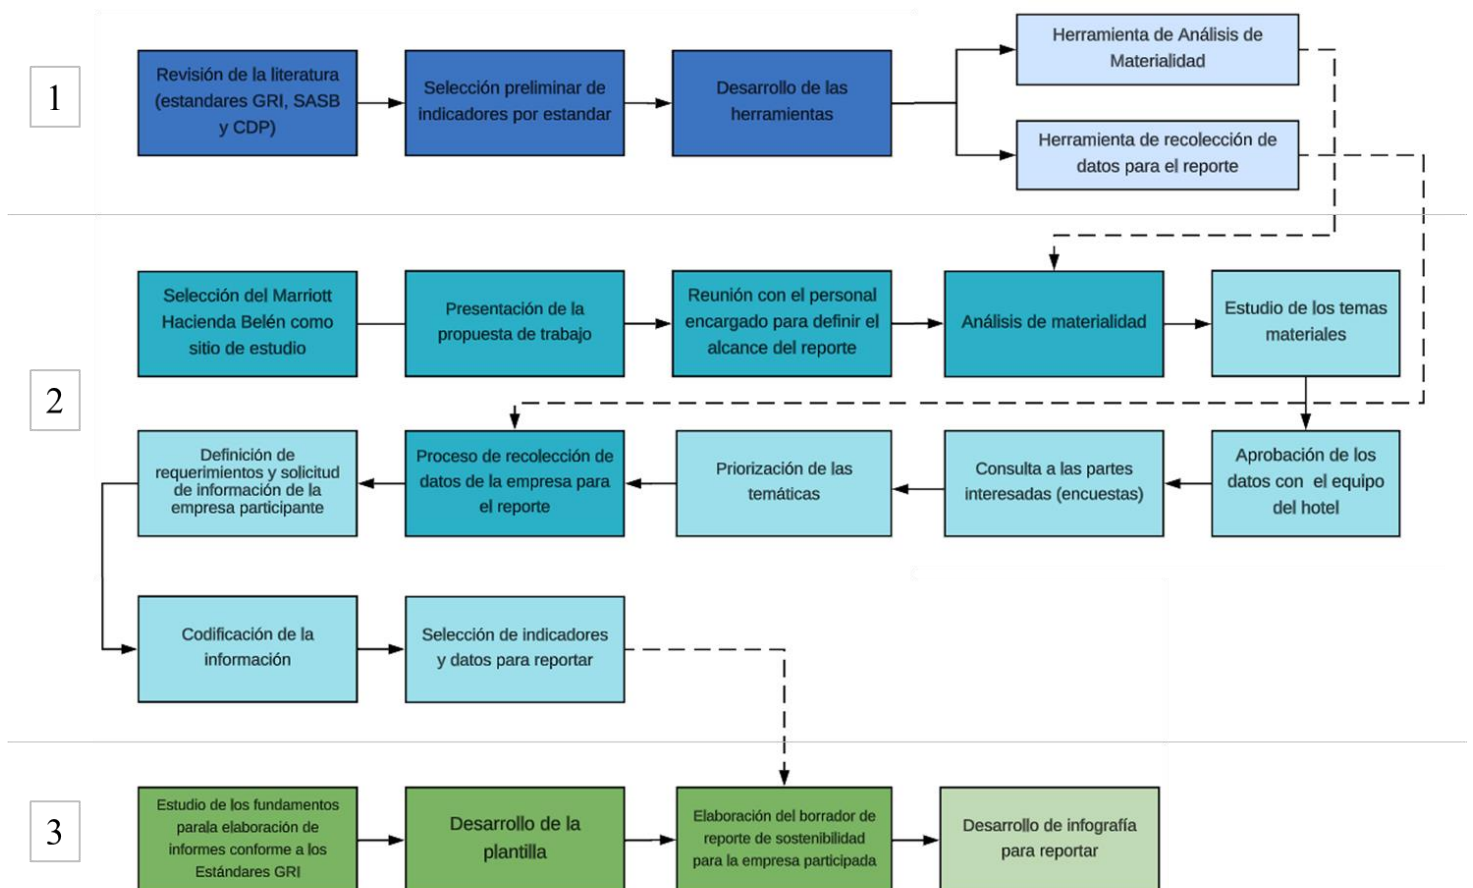 1
Revisión de la literatura
(estandares GRI, SASB
y CDP)
Selección preliminar de
indicadores por estandar
Desarrollo de las
herramientas
Herramienta de Análisis de
Materialidad
Herramienta de recolección de
datos para el reporte
2
Selección del Marriott
Hacienda Belén como
sitio de estudio
Presentación de la
propuesta de trabajo
Reunión con el personal
encargado para definir el
alcance del reporte
Análisis de materialidad
Estudio de los temas
materiales
Aprobación de los
datos con el equipo
del hotel
Consulta a las partes
interesadas (encuestas)
Priorización de las
temáticas
Proceso de recolección de
datos de la empresa para
el reporte
Definición de
requerimientos y solicitud
de información de la
empresa participante
Codificación de la
información
Selección de indicadores
y datos para reportar
3
Estudio de los fundamentos
parala elaboración de
informes conforme a los
Estándares GRI
Desarrollo de la
plantilla
Elaboración del borrador de
reporte de sostenibilidad
para la empresa participada
Desarrollo de infografía
para reportar